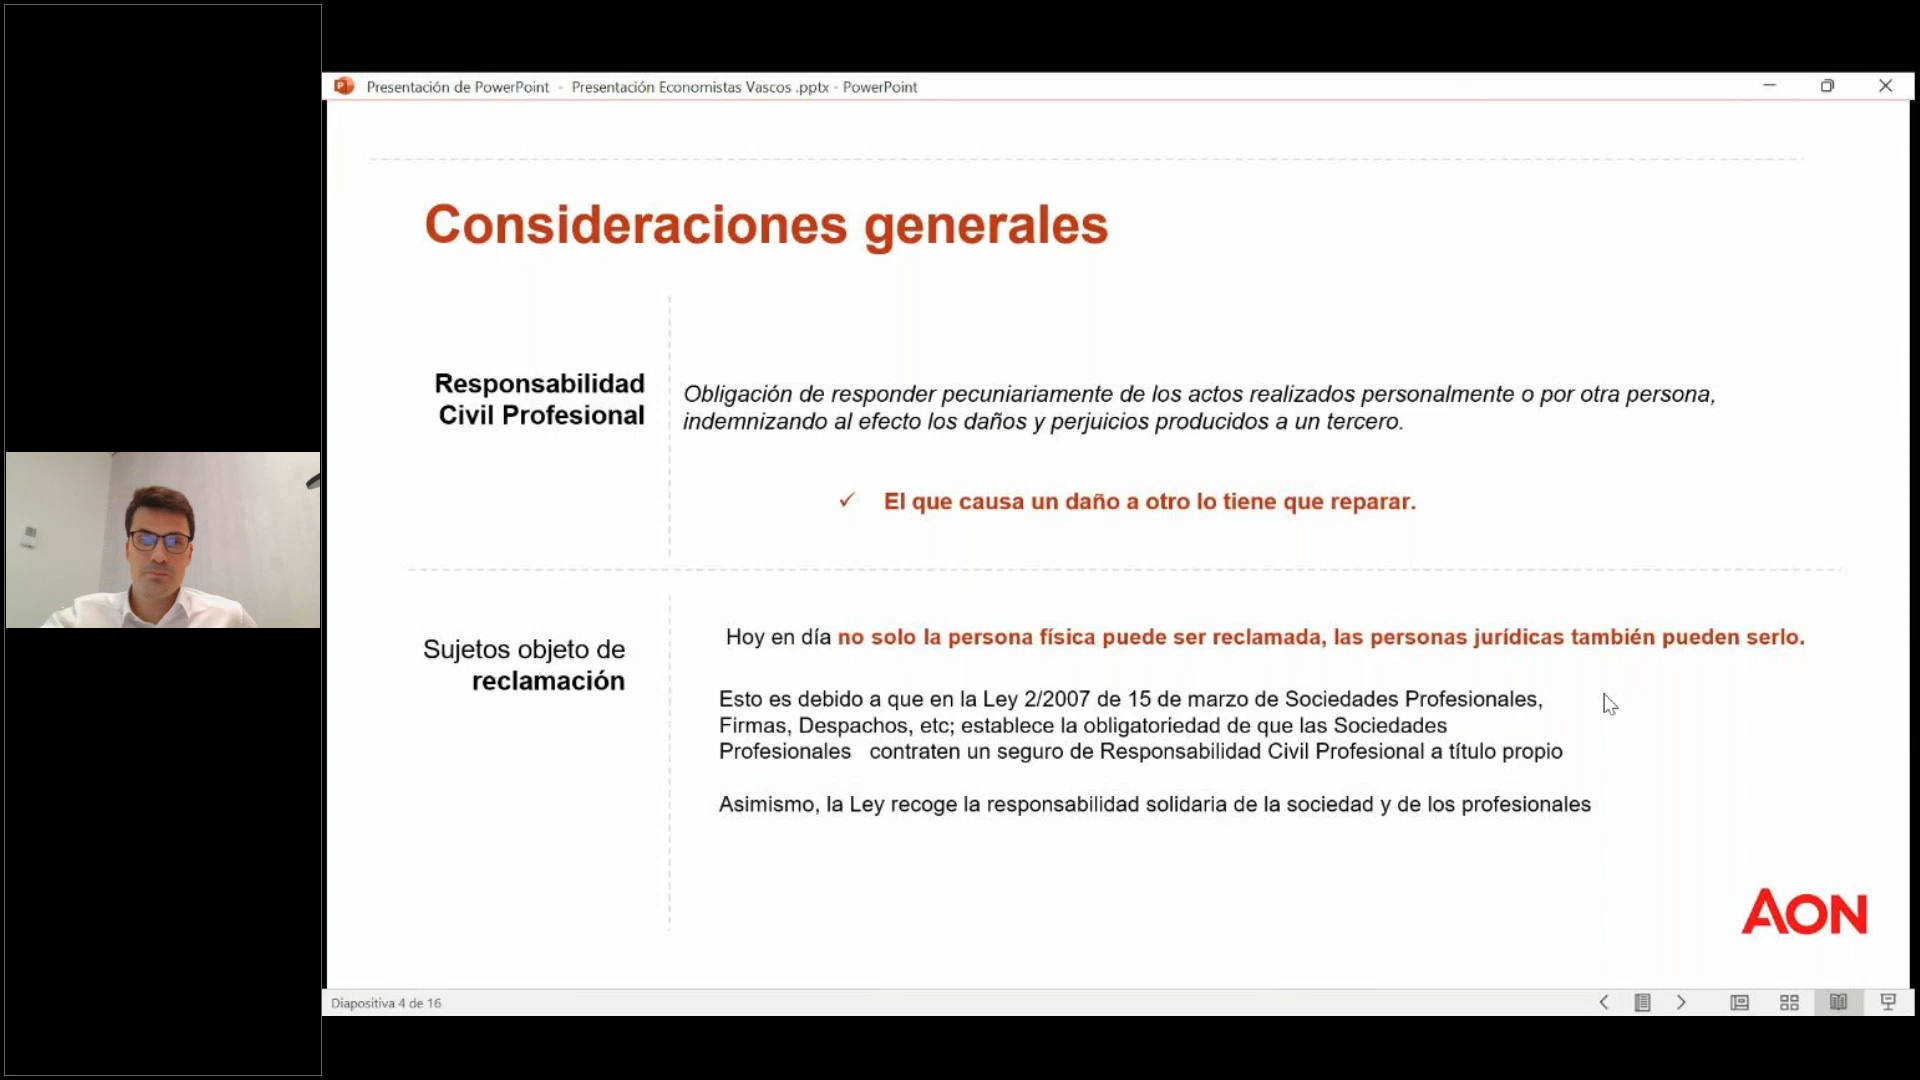 Presentación de PowerPoint - Presentación Economistas Vascos .pptx - PowerPoint
Consideraciones generales
Responsabilidad
Civil Profesional
Obligación de responder pecuniariamente de los actos realizados personalmente o por otra persona,
indemnizando al efecto los daños y perjuicios producidos a un tercero.
✓ El que causa un daño a otro lo tiene que reparar.
Sujetos objeto de
reclamación
Hoy en día no solo la persona física puede ser reclamada, las personas jurídicas también pueden serlo.
Esto es debido a que en la Ley 2/2007 de 15 de marzo de Sociedades Profesionales,
Firmas, Despachos, etc; establece la obligatoriedad de que las Sociedades
Profesionales contraten un seguro de Responsabilidad Civil Profesional a título propio
Asimismo, la Ley recoge la responsabilidad solidaria de la sociedad y de los profesionales
AON
Diapositiva 4 de 16